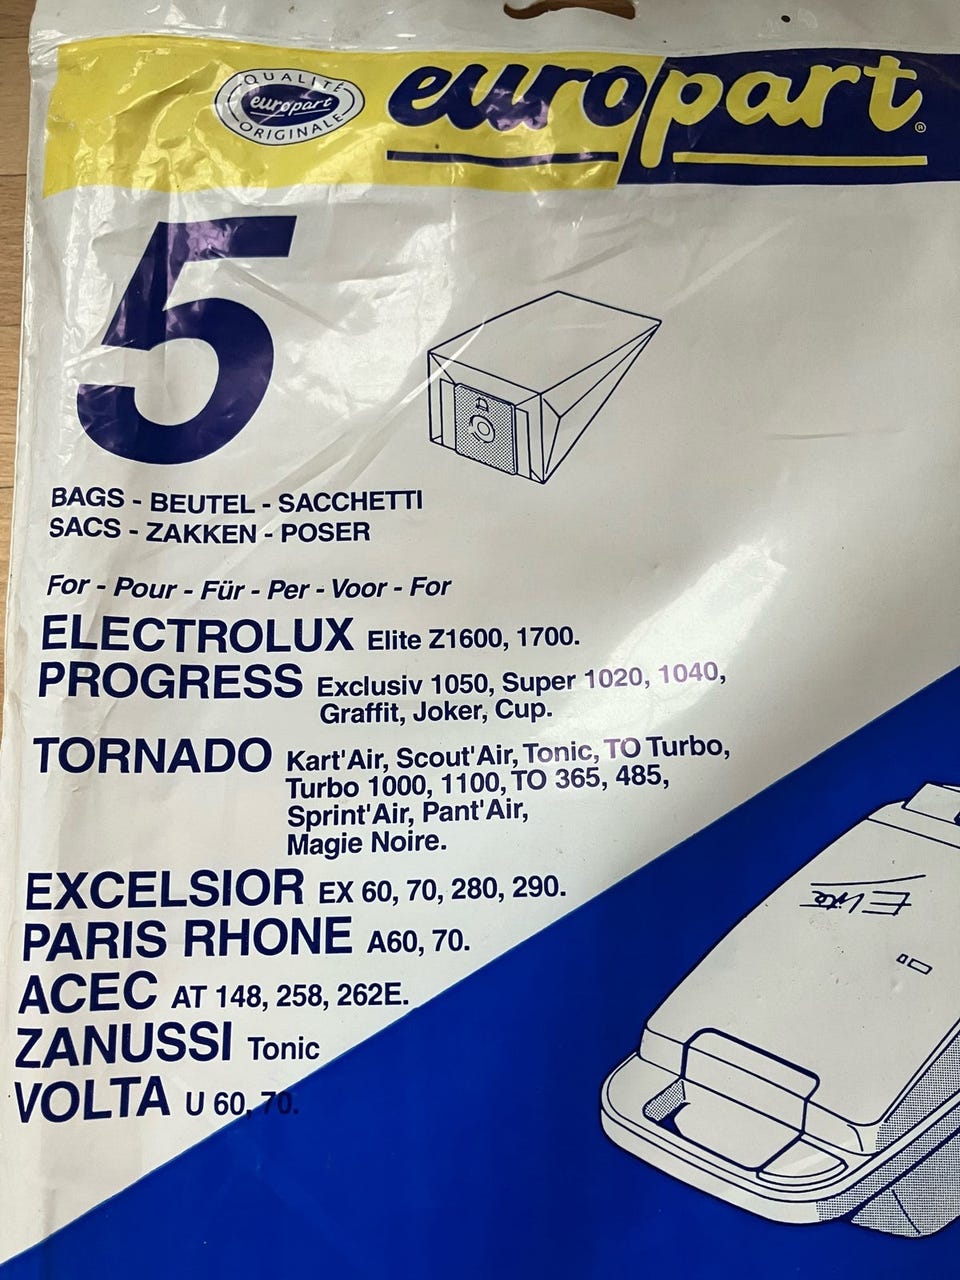 QUALITÉ
europart
ORIGINALE
europart®
5
BAGS - BEUTEL - SACCHETTI
SACS - ZAKKEN - POSER
For - Pour - Für - Per - Voor - For
ELECTROLUX Elite Z1600, 1700.
PROGRESS Exclusiv 1050, Super 1020, 1040,
Graffit, Joker, Cup.
TORNADO Kart'Air, Scout'Air, Tonic, TO Turbo,
Turbo 1000, 1100, TO 365, 485,
Sprint'Air, Pant'Air,
Magie Noire.
EXCELSIOR EX 60, 70, 280, 290.
PARIS RHONE A60, 70.
ACEC AT 148, 258, 262E.
ZANUSSI Tonic
VOLTA U 60, 70.
Elite